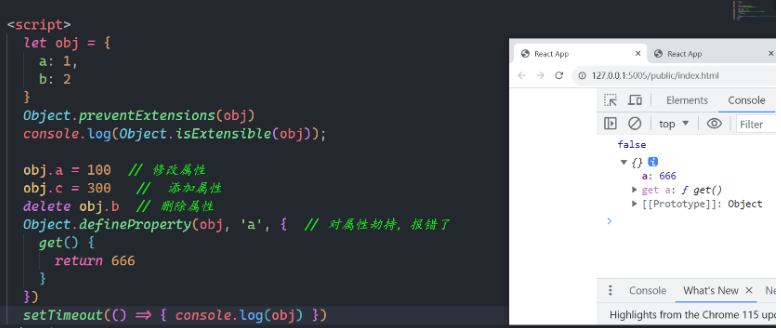 <script>
let obj = {
a: 1,
b: 2
}
Object.preventExtensions(obj)
console.log(Object.isExtensible(obj));
obj.a = 100 // 修改属性
obj.c = 300 // 添加属性
delete obj.b // 删除属性
Object.defineProperty(obj, 'a', { // 对属性劫持, 报错了
get() {
return 666
}
})
setTimeout(() => { console.log(obj) })
React App
React App
127.0.0.1:5005/public/index.html
Elements
Console
top
Filter
false
{}
a: 666
get a: ƒ get()
[[Prototype]]: Object
Console
What's New
Highlights from the Chrome 115 upd